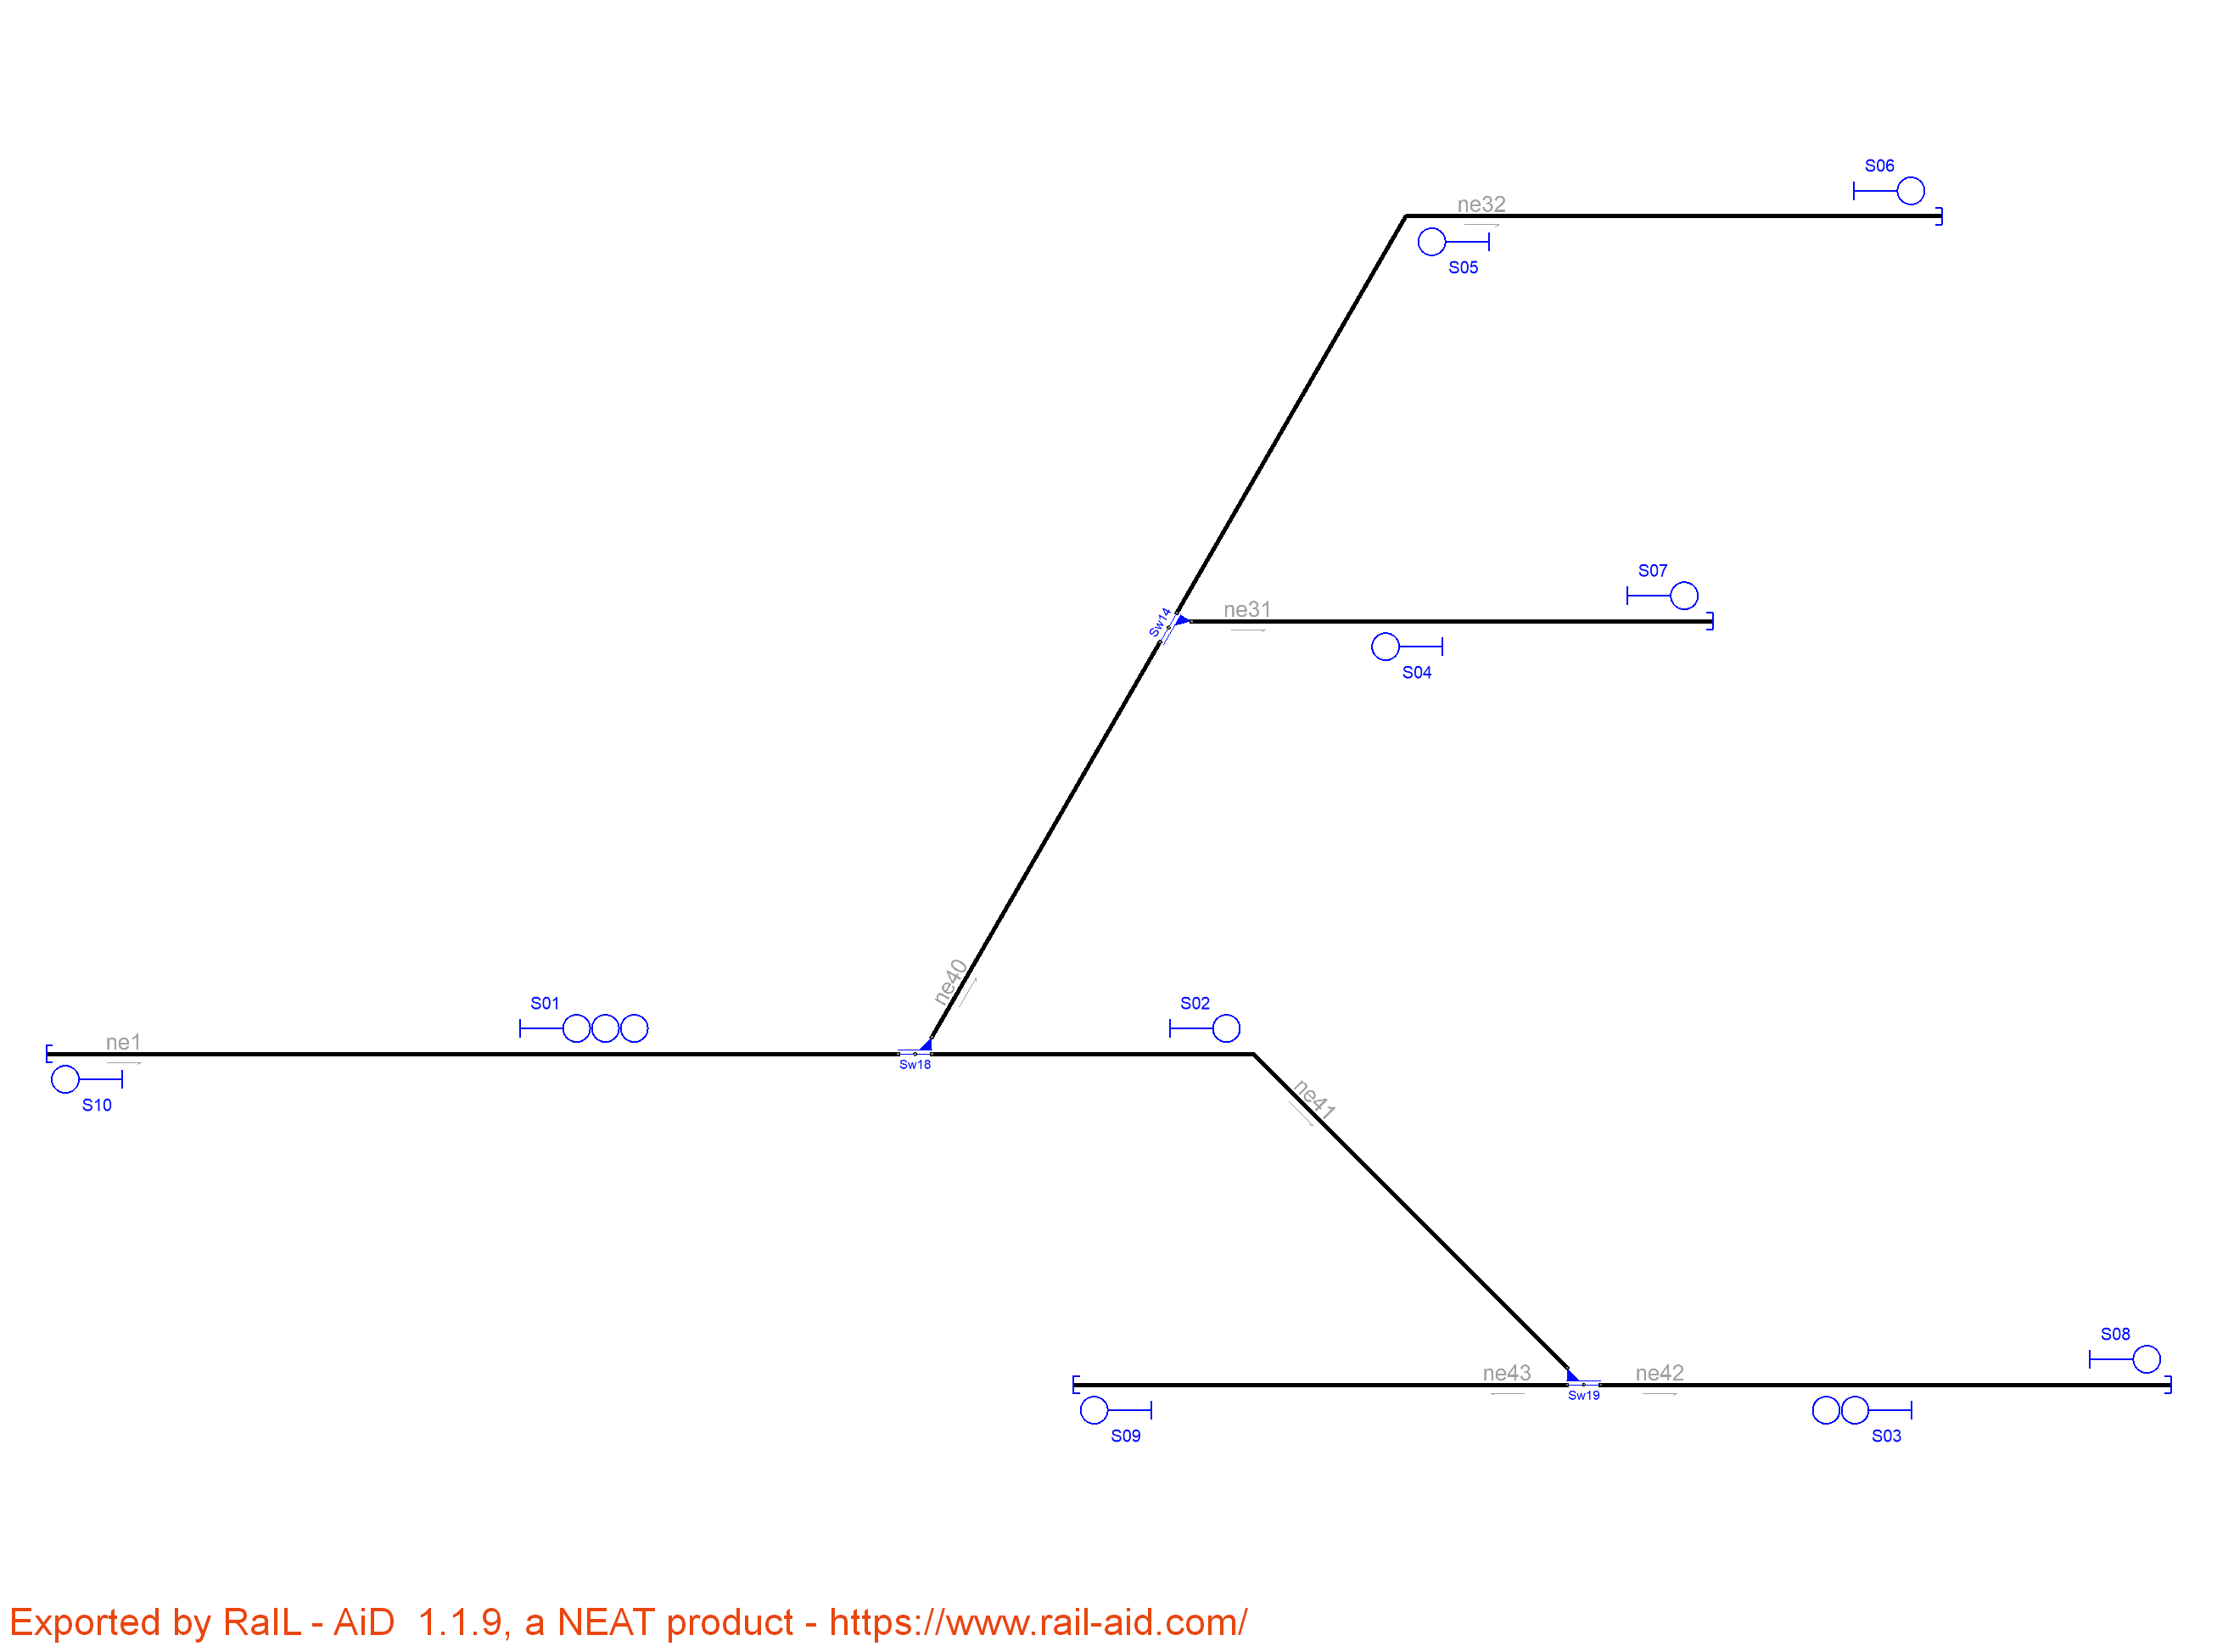 S06
ne32
S05
S07
Sw14
ne31
S04
ne40
S01
S02
ne1
Sw18
S10
ne41
S08
ne43
ne42
Sw19
S09
S03
Exported by RaIL - AiD  1.1.9, a NEAT product - https://www.rail-aid.com/